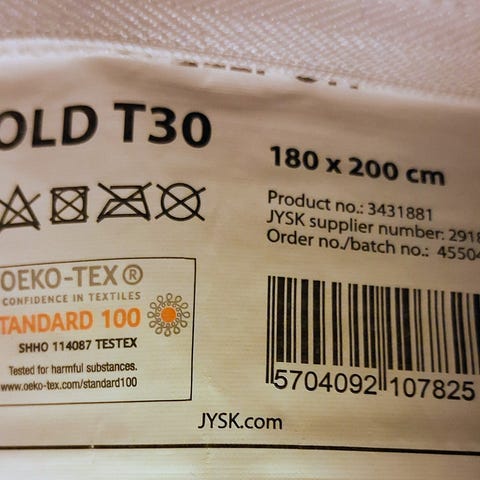 OLD T30
180 x 200 cm
Product no.: 3431881
JYSK supplier number: 2918
Order no./batch no.: 45504
OEKO-TEX®
CONFIDENCE IN TEXTILES
TANDARD 100
SHHO 114087 TESTEX
Tested for harmful substances.
www.oeko-tex.com/standard100
5704092 107825
JYSK.com